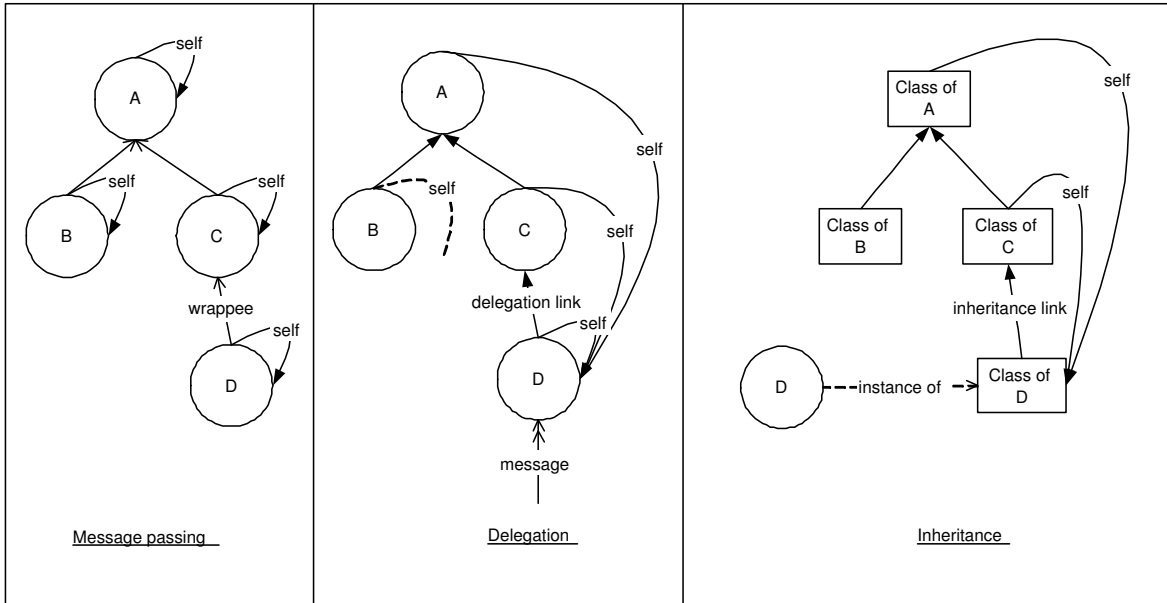 self
A
self
self
B
C
wrappee
self
D
Message passing
A
self
self
B
C
self
delegation link
self
D
message
Delegation
Class of
A
self
self
Class of
B
Class of
C
inheritance link
D
instance of
Class of
D
Inheritance